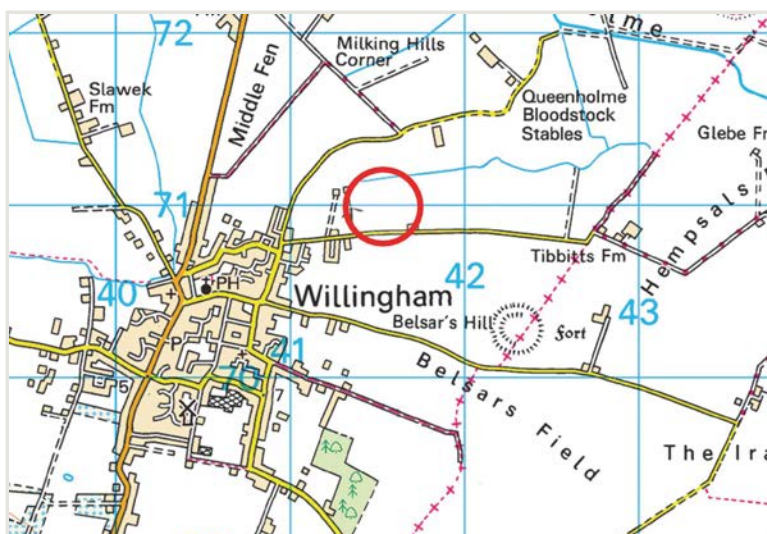 72
Milking Hills
Corner
Slawek
Fm
Middle Fen
Queenholme
Bloodstock
Stables
Glebe
71
Hempsals
Tibbitts Fm
40
PH
Willingham
42
43
Belsar's Hill
Fort
P
41
70
5
7
Belsars Field
The